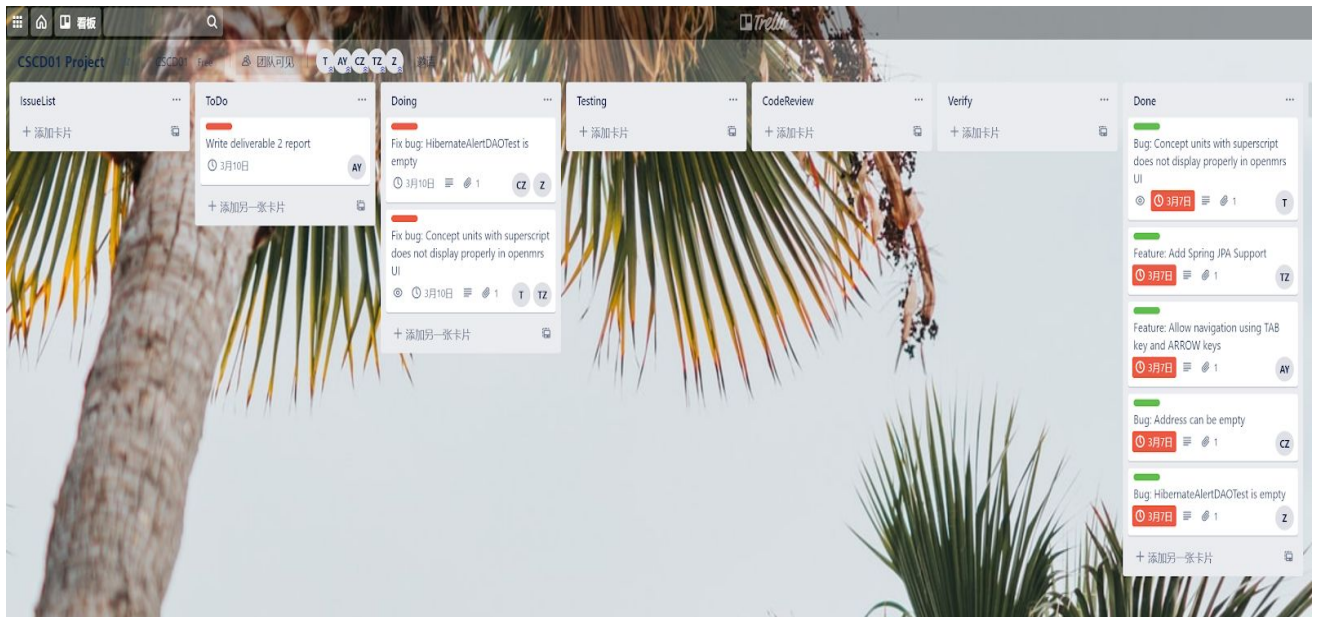 看板
Trello
CSCD01 Project
CSCD01 Free 团队可见 T AY CZ TZ Z 邀请
IssueList
+ 添加卡片
ToDo
Write deliverable 2 report
3月10日
AY
+ 添加另一张卡片
Doing
Fix bug: HibernateAlertDAOTest is
empty
3月10日 1 CZ Z
Fix bug: Concept units with superscript
does not display properly in openmrs
UI
3月10日 1 T TZ
+ 添加另一张卡片
Testing
+ 添加卡片
CodeReview
+ 添加卡片
Verify
+ 添加卡片
Done
Bug: Concept units with superscript
does not display properly in openmrs
UI
3月7日 1 T
Feature: Add Spring JPA Support
3月7日 1 TZ
Feature: Allow navigation using TAB
key and ARROW keys
3月7日 1 AY
Bug: Address can be empty
3月7日 1 CZ
Bug: HibernateAlertDAOTest is empty
3月7日 1 Z
+ 添加另一张卡片